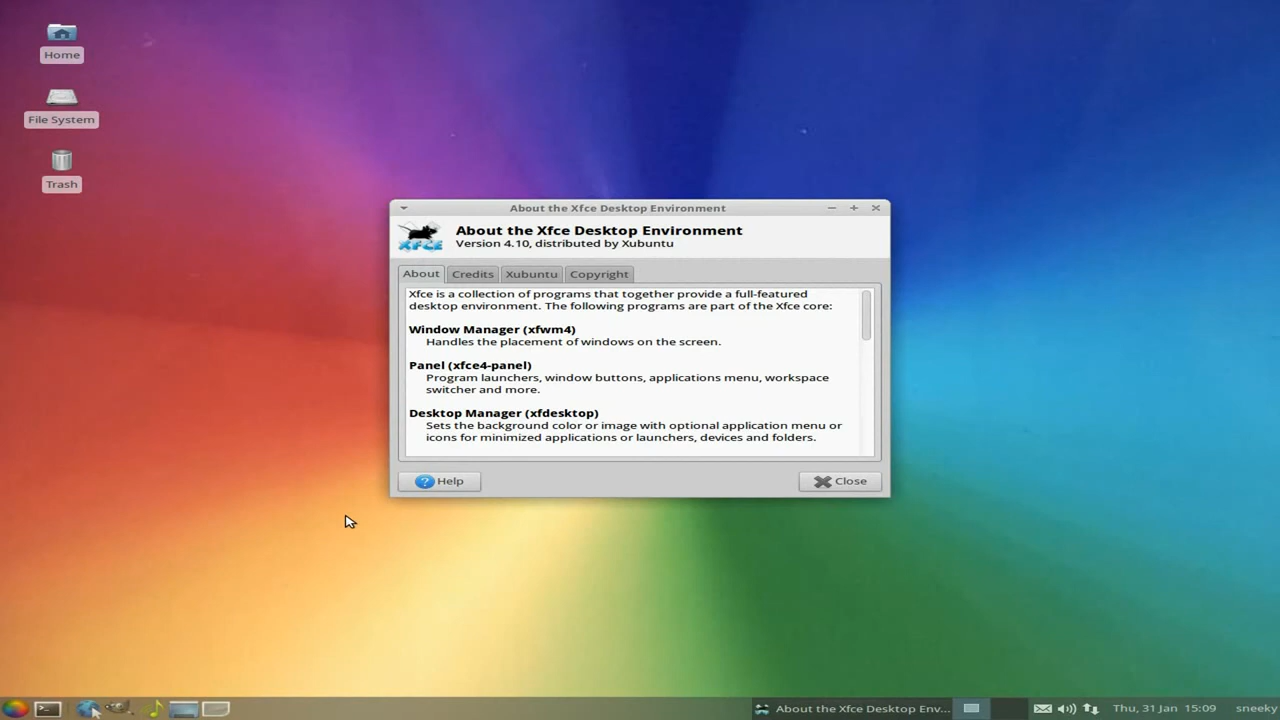 Home
File System
Trash
About the Xfce Desktop Environment
XFCE
About the Xfce Desktop Environment
Version 4.10, distributed by Xubuntu
About Credits Xubuntu Copyright
Xfce is a collection of programs that together provide a full-featured
desktop environment. The following programs are part of the Xfce core:
Window Manager (xfwm4)
Handles the placement of windows on the screen.
Panel (xfce4-panel)
Program launchers, window buttons, applications menu, workspace
switcher and more.
Desktop Manager (xfdesktop)
Sets the background color or image with optional application menu or
icons for minimized applications or launchers, devices and folders.
? Help
Close
About the Xfce Desktop Env... Thu, 31 Jan 15:09 sneeky